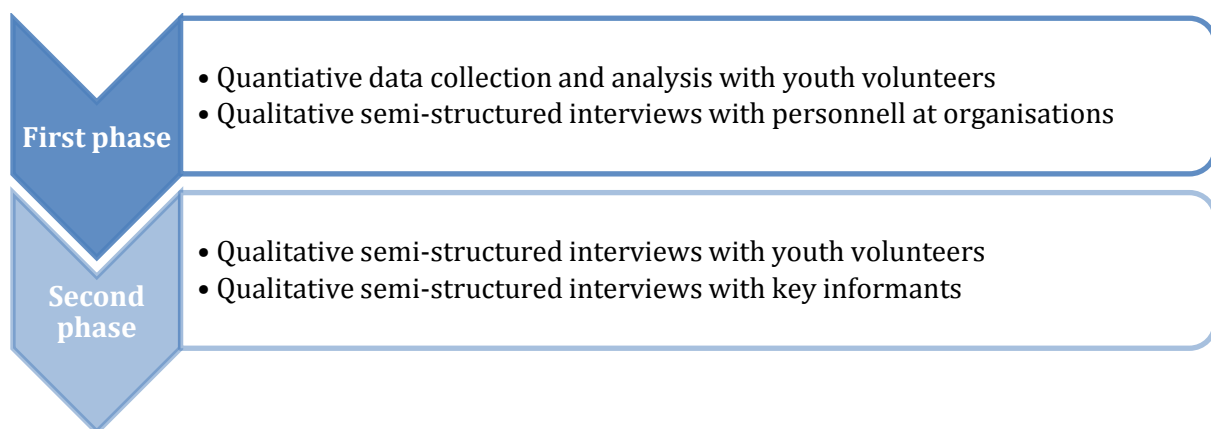 First phase
• Quantiative data collection and analysis with youth volunteers
• Qualitative semi-structured interviews with personnell at organisations
Second
phase
• Qualitative semi-structured interviews with youth volunteers
• Qualitative semi-structured interviews with key informants